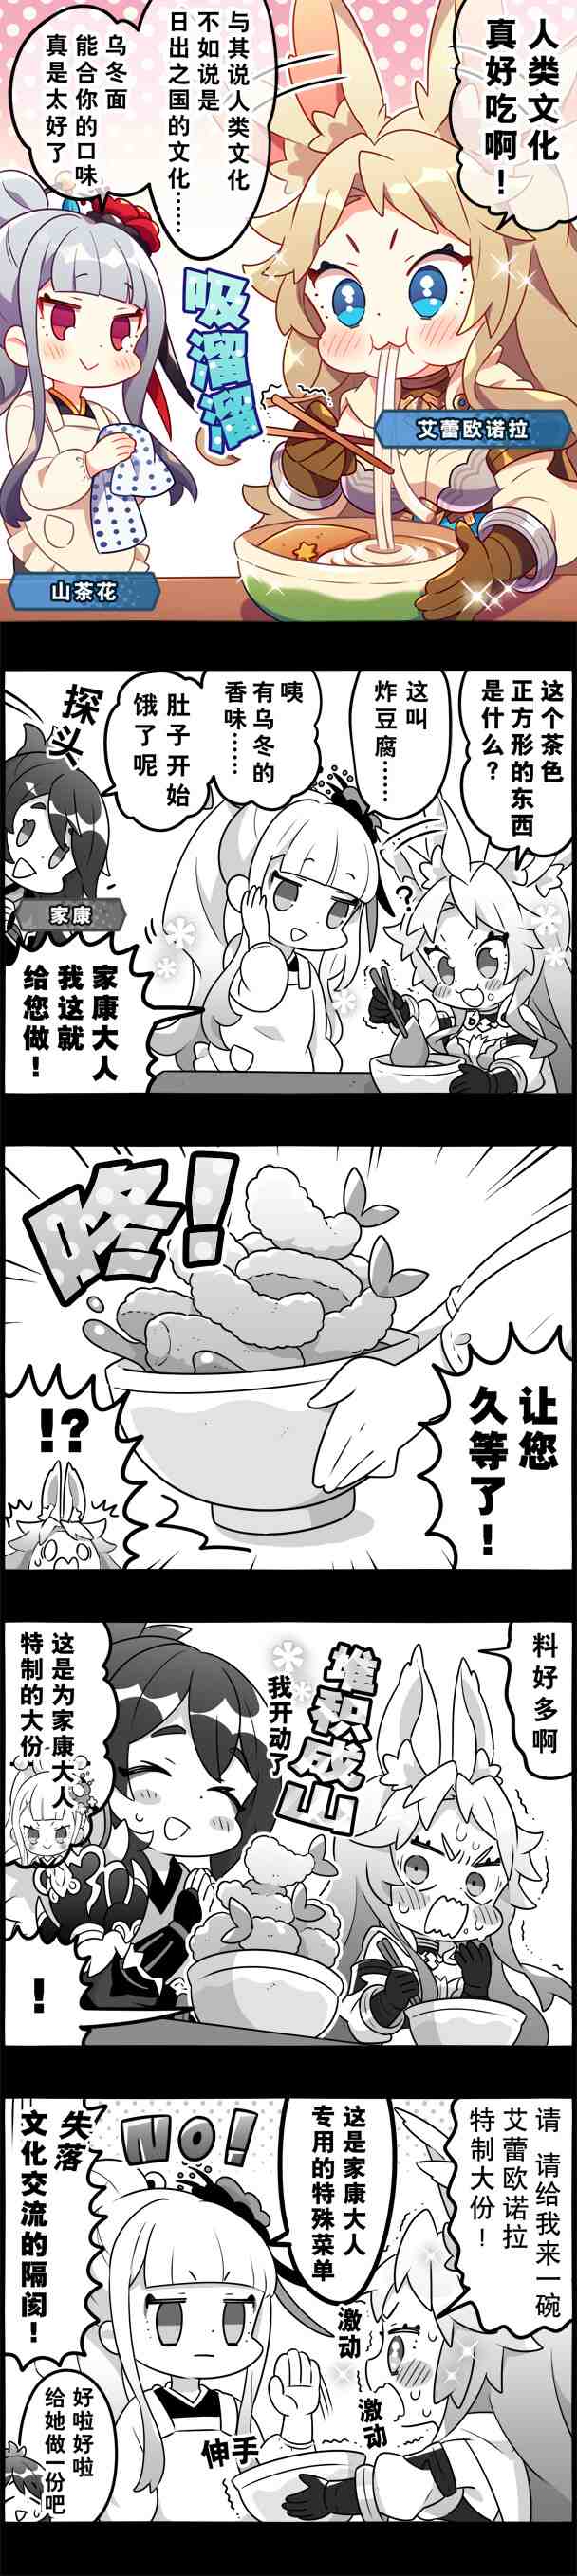 人类文化
真好吃啊！
与其说人类文化
不如说是
日出之国的文化……
乌冬面
能合你的口味
真是太好了
吸溜溜
艾蕾欧诺拉
山茶花
这个茶色
正方形的东西
是什么？
？
这叫
炸豆腐……
咦
有乌冬的
香味……
肚子开始
饿了呢
探头
家康
家康大人
我这就
给您做！
咚！
让您
久等了！
！？
料好多啊
堆积成山
我开动了
这是为家康大人
特制的大份！
！
请 请给我来一碗
艾蕾欧诺拉
特制大份！
这是家康大人
专用的特殊菜单
NO！
激动
激动
伸手
失落
文化交流的隔阂！
好啦好啦
给她做一份吧